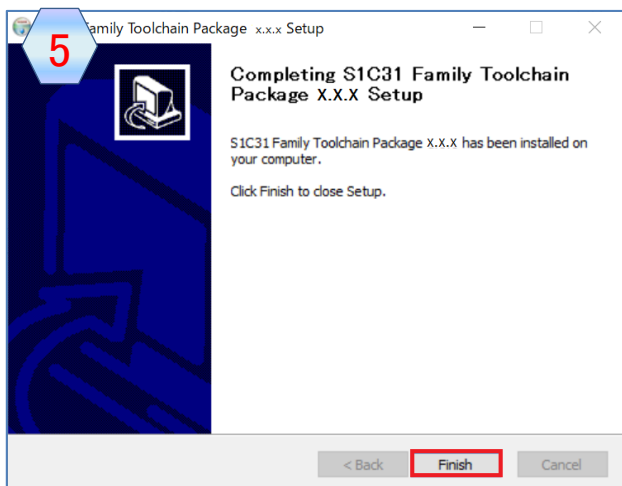 5
amily Toolchain Package x.x.x Setup
Completing S1C31 Family Toolchain
Package X.X.X Setup
S1C31 Family Toolchain Package X.X.X has been installed on
your computer.
Click Finish to close Setup.
< Back Finish Cancel